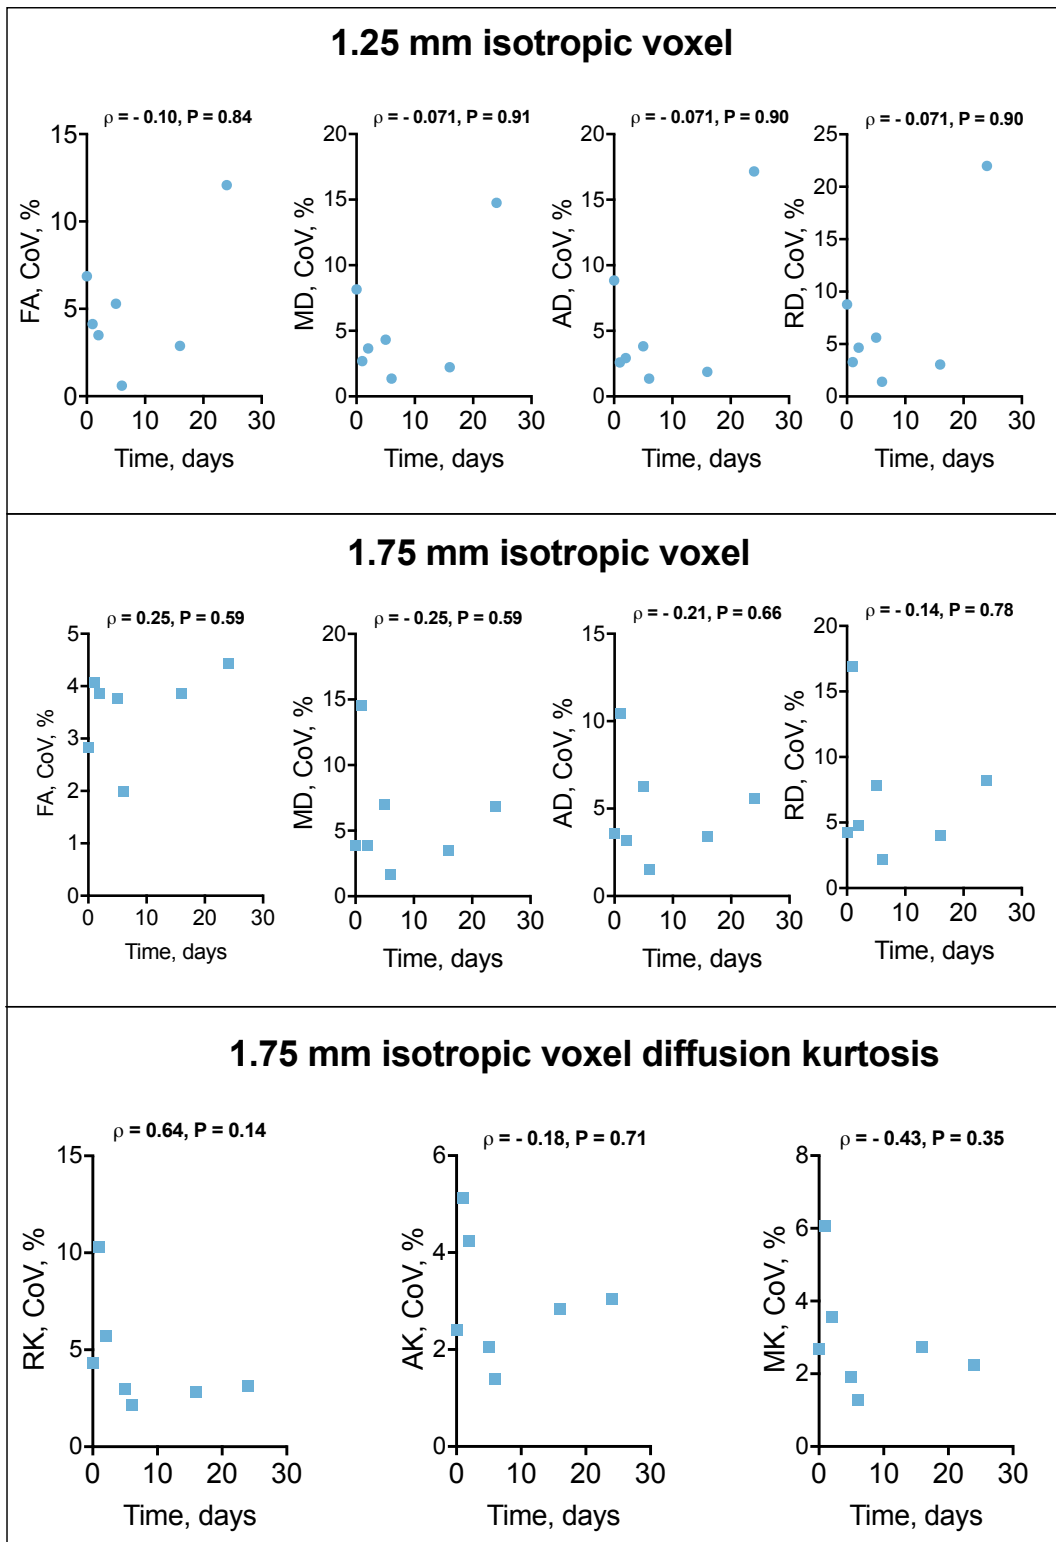 1.25 mm isotropic voxel
ρ = - 0.10, P = 0.84
15
10
5
0
FA, CoV, %
0 10 20 30
Time, days
ρ = - 0.071, P = 0.91
20
15
10
5
0
MD, CoV, %
0 10 20 30
Time, days
ρ = - 0.071, P = 0.90
20
15
10
5
0
AD, CoV, %
0 10 20 30
Time, days
ρ = - 0.071, P = 0.90
25
20
15
10
5
0
RD, CoV, %
0 10 20 30
Time, days
1.75 mm isotropic voxel
ρ = 0.25, P = 0.59
5
4
3
2
1
0
FA, CoV, %
0 10 20 30
Time, days
ρ = - 0.25, P = 0.59
20
15
10
5
0
MD, CoV, %
0 10 20 30
Time, days
ρ = - 0.21, P = 0.66
15
10
5
0
AD, CoV, %
0 10 20 30
Time, days
ρ = - 0.14, P = 0.78
20
15
10
5
0
RD, CoV, %
0 10 20 30
Time, days
1.75 mm isotropic voxel diffusion kurtosis
ρ = 0.64, P = 0.14
15
10
5
0
RK, CoV, %
0 10 20 30
Time, days
ρ = - 0.18, P = 0.71
6
4
2
0
AK, CoV, %
0 10 20 30
Time, days
ρ = - 0.43, P = 0.35
8
6
4
2
0
MK, CoV, %
0 10 20 30
Time, days